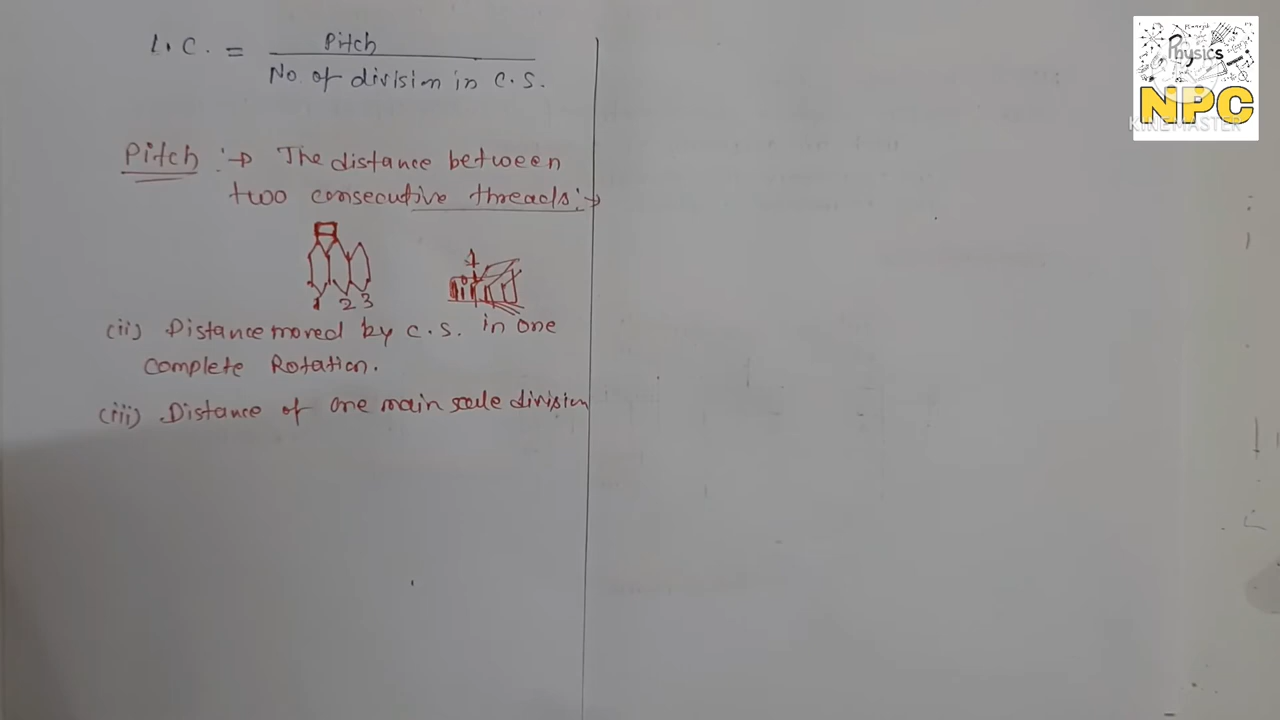 L.C. = Pitch
No of division in C.S.
Pitch :→ The distance between
two consecutive threads:→
1 2 3
(ii) Distance moved by C.S. in one
Complete Rotation.
(iii) Distance of one main scale division
Physics
NPC
KINEMASTER